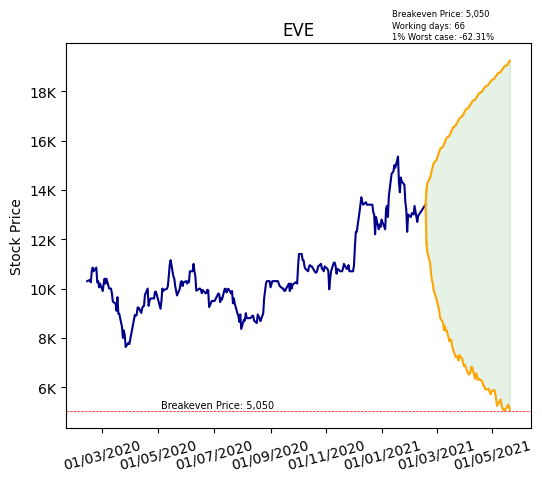 Breakeven Price: 5,050
Working days: 66
1% Worst case: -62.31%
EVE
Stock Price
18K
16K
14K
12K
10K
8K
6K
Breakeven Price: 5,050
01/03/2020
01/05/2020
01/07/2020
01/09/2020
01/11/2020
01/01/2021
01/03/2021
01/05/2021